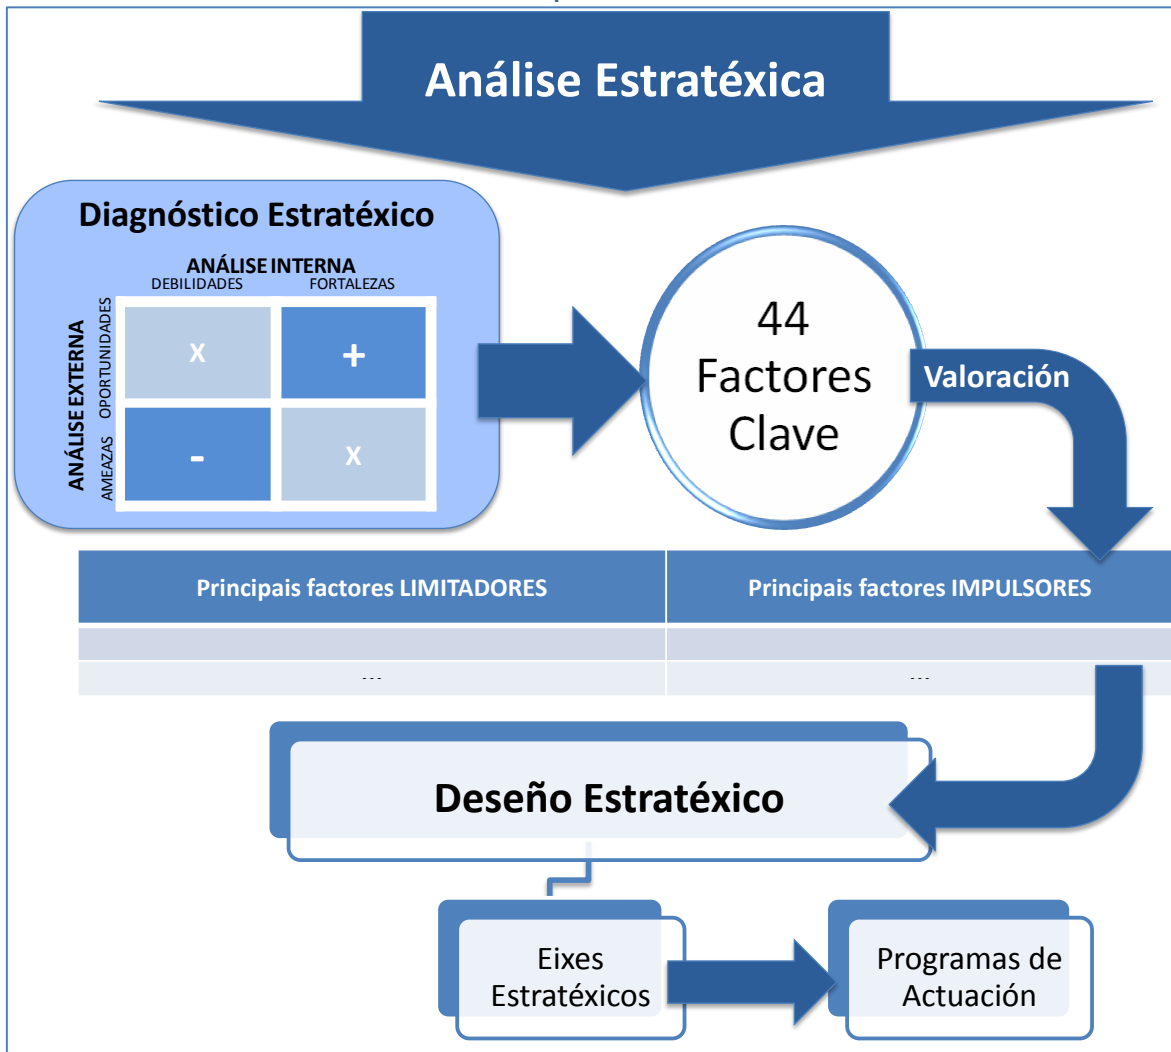 Análise Estratéxica
Diagnóstico Estratéxico
ANÁLISE INTERNA
DEBILIDADES FORTALEZAS
ANÁLISE EXTERNA
OPORTUNIDADES
AMEAZAS
X +
- X
44
Factores
Clave
Valoración
Principais factores LIMITADORES Principais factores IMPULSORES
... ...
Deseño Estratéxico
Eixes
Estratéxicos
Programas de
Actuación